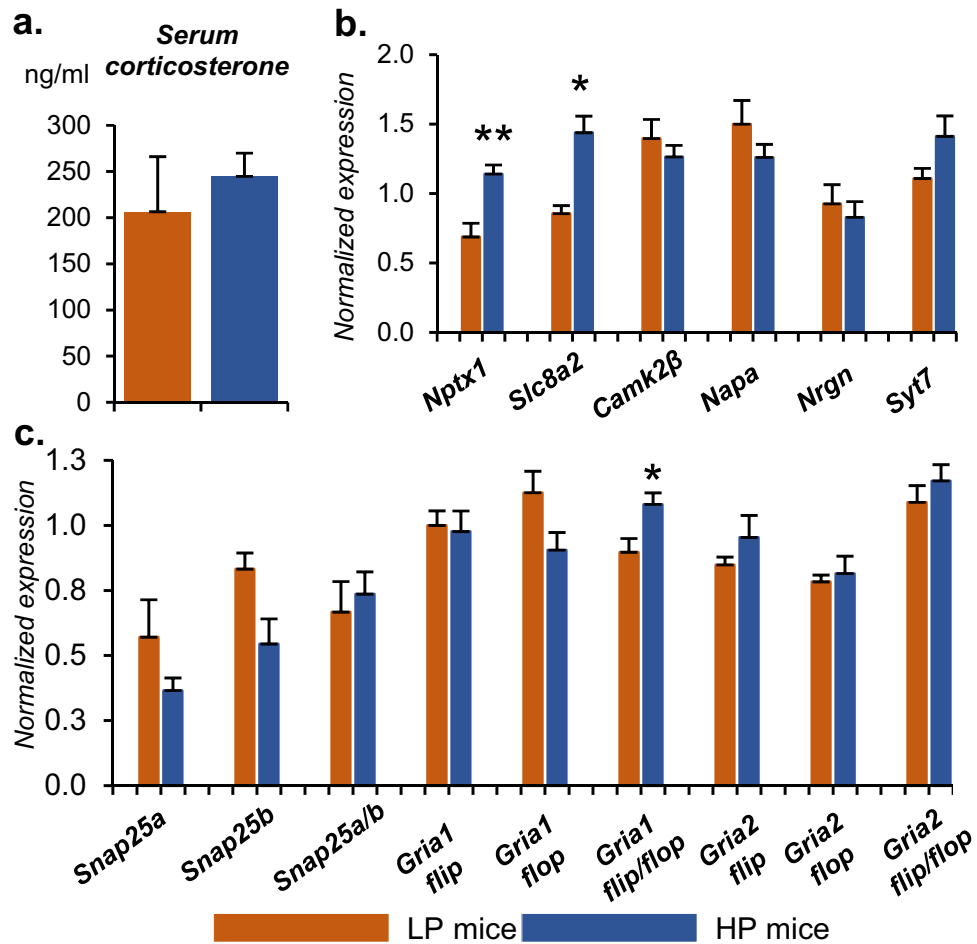 a.
Serum
corticosterone
ng/ml
300
250
200
150
100
50
0
b.
Normalized expression
2.0
1.5
1.0
0.5
0.0
**
*
Nptx1
Slc8a2
Camk2β
Napa
Nrgn
Syt7
c.
Normalized expression
1.3
1.0
0.8
0.5
0.3
0.0
*
Snap25a
Snap25b
Snap25a/b
Gria1
flip
Gria1
flop
Gria1
flip/flop
Gria2
flip
Gria2
flop
Gria2
flip/flop
LP mice
HP mice